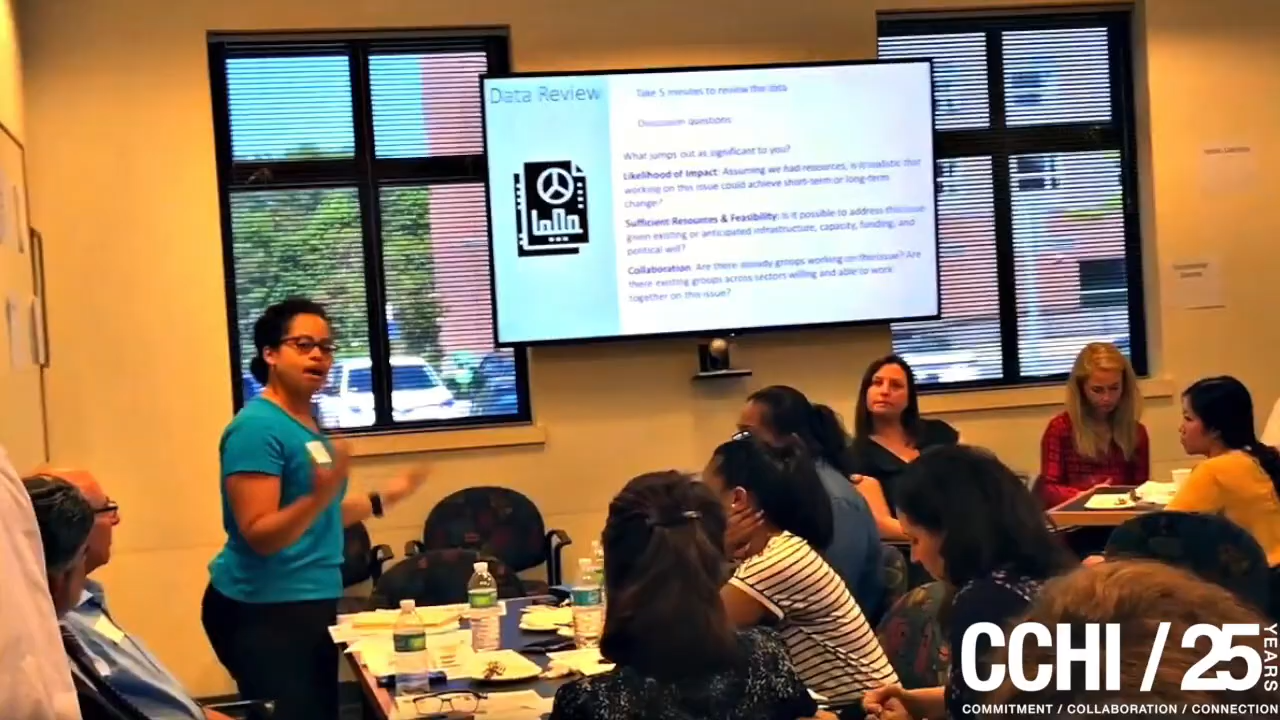 Data Review
Take 5 minutes to review the data
Discussion questions
What jumps out as significant to you?
Likelihood of Impact: Assuming we had resources, is it realistic that
working on this issue could achieve short-term or long-term
change?
Sufficient Resources & Feasibility: Is it possible to address this issue
given existing or anticipated infrastructure, capacity, funding, and
political will?
Collaboration: Are there already groups working on this issue? Are
there existing groups across sectors willing and able to work
together on this issue?
CCHI / 25
YEARS
COMMITMENT / COLLABORATION / CONNECTION